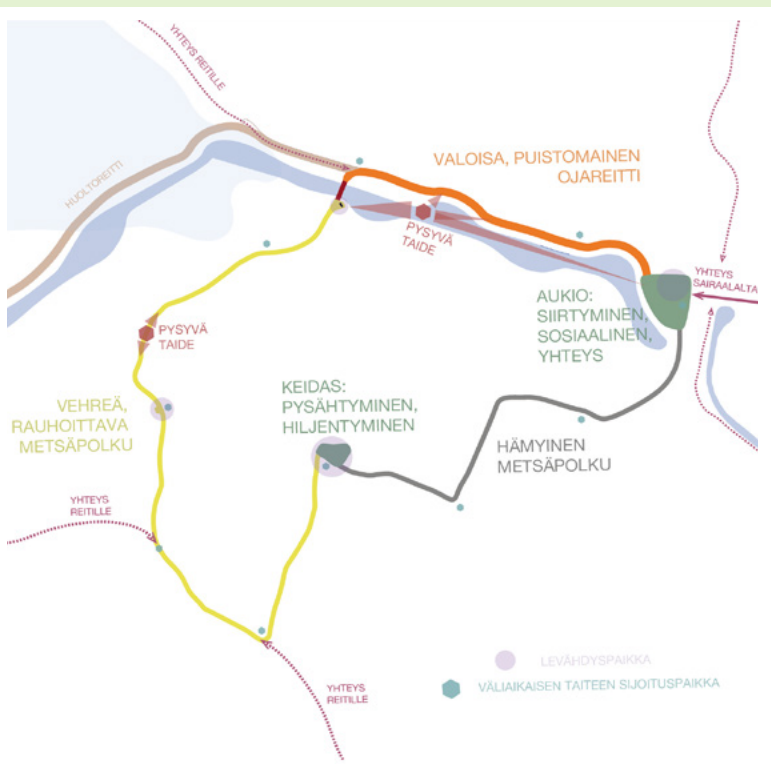 YHTEYS REITILLE
HUOLTOREITTI
VALOISA, PUISTOMAINEN
OJAREITTI
PYSYVÄ
TAIDE
YHTEYS
SAIRAALALTA
AUKIO:
SIIRTYMINEN,
SOSIAALINEN,
YHTEYS
PYSYVÄ
TAIDE
KEIDAS:
PYSÄHTYMINEN,
HILJENTYMINEN
VEHREÄ,
RAUHOITTAVA
METSÄPOLKU
HÄMYINEN
METSÄPOLKU
YHTEYS
REITILLE
YHTEYS
REITILLE
LEVÄHDYSPAIKKA
VÄLIAIKAISEN TAITEEN SIJOITUSPAIKKA